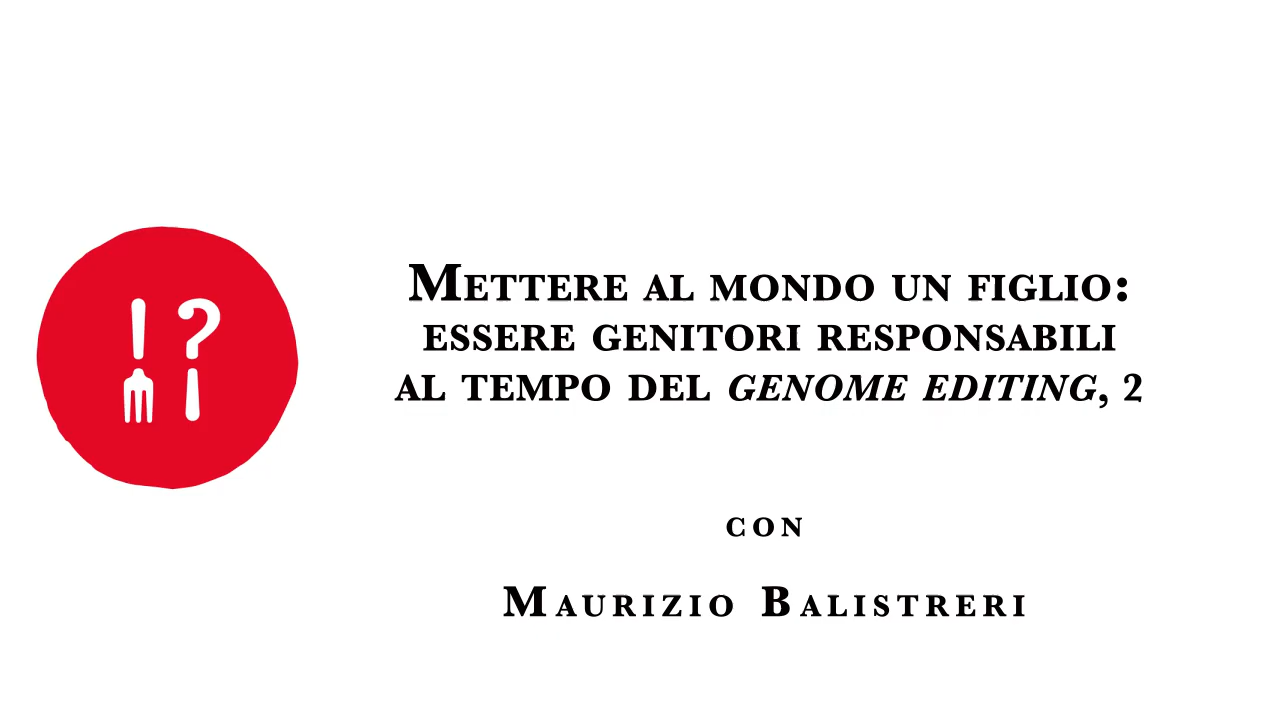 !?
Mettere al mondo un figlio:
essere genitori responsabili
al tempo del genome editing, 2
con
Maurizio Balistreri